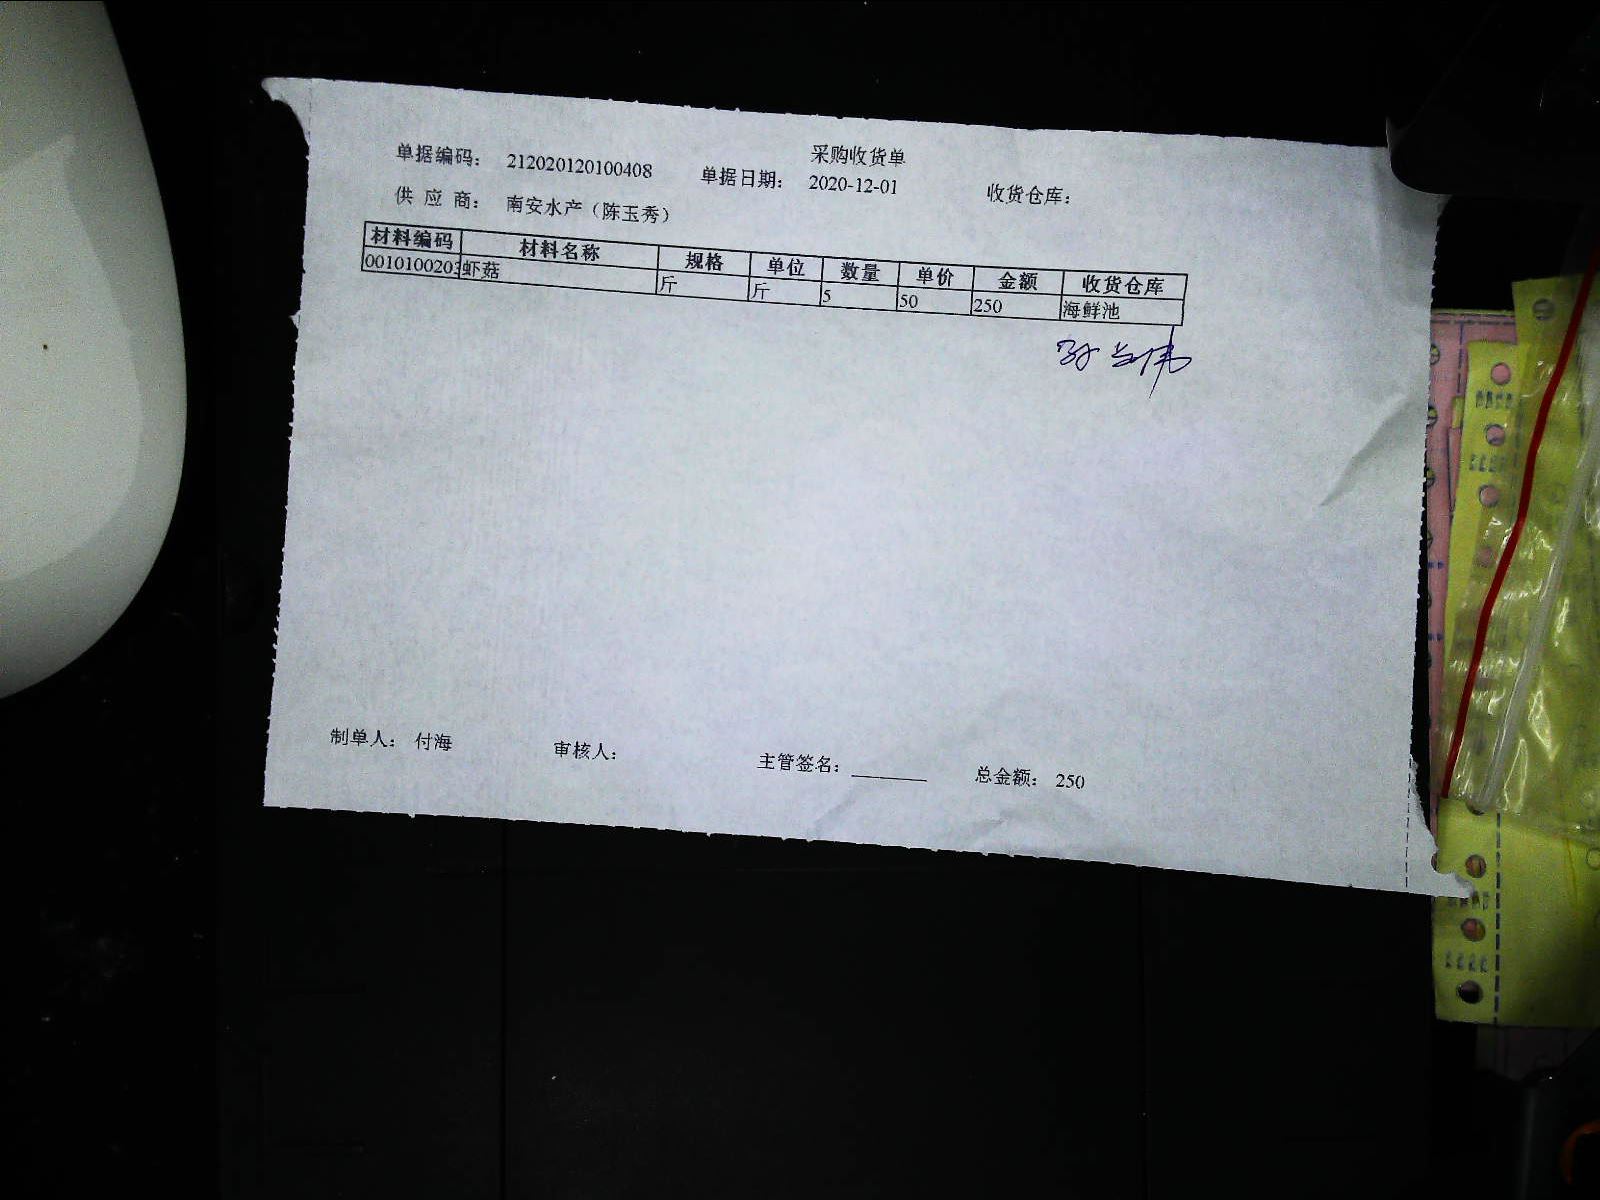 采购收货单
单据编码： 212020120100408 单据日期： 2020-12-01 收货仓库：
供 应 商： 南安水产（陈玉秀）
材料编码 材料名称 规格 单位 数量 单价 金额 收货仓库
0010100203 虾菇 斤 斤 5 50 250 海鲜池
制单人： 付海 审核人： 主管签名：________ 总金额： 250